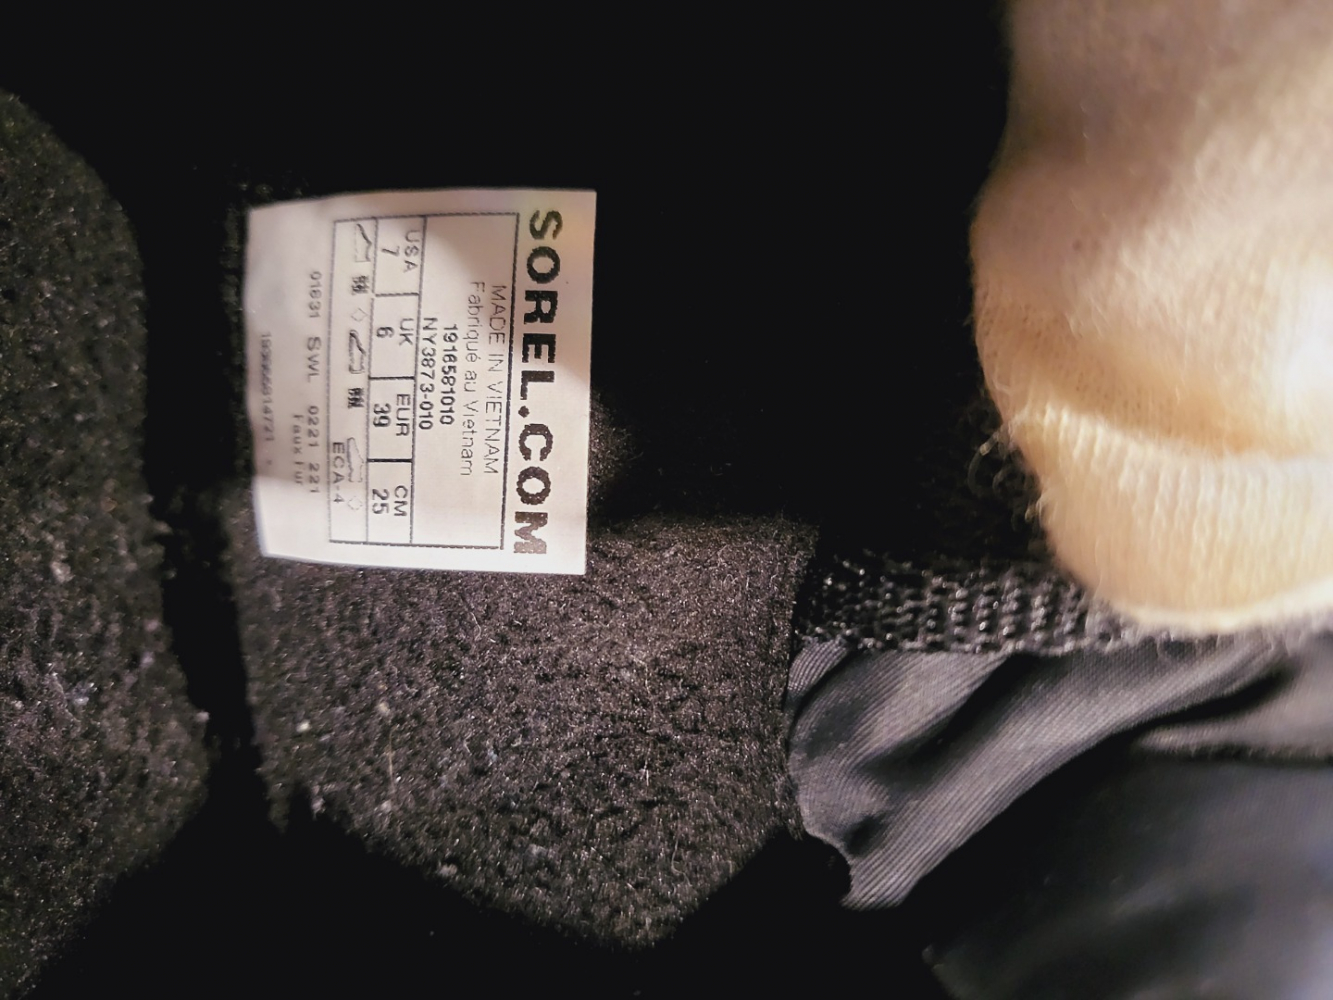 SOREL.COM
MADE IN VIETNAM
Fabriqué au Vietnam
1916581010
NY3873-010
USA UK EUR CM
7 6 39 25
ECA-4
01631 SWL 0221 221
Faux Fur